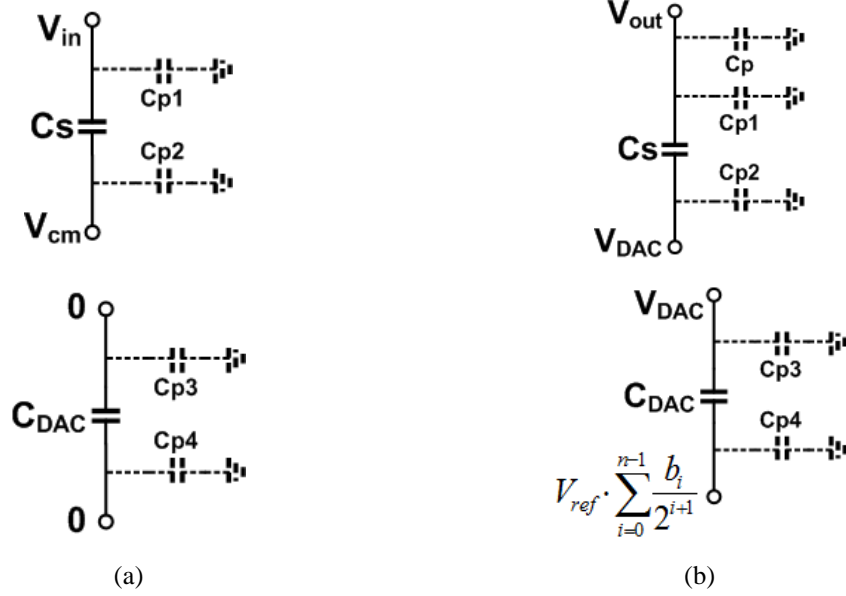 V_in
Cp1
Cs
Cp2
V_cm
0
Cp3
C_DAC
Cp4
0
(a)
V_out
Cp
Cp1
Cs
Cp2
V_DAC
V_DAC
Cp3
C_DAC
Cp4
V_ref · ∑_{i=0}^{n-1} b_i / 2^{i+1}
(b)